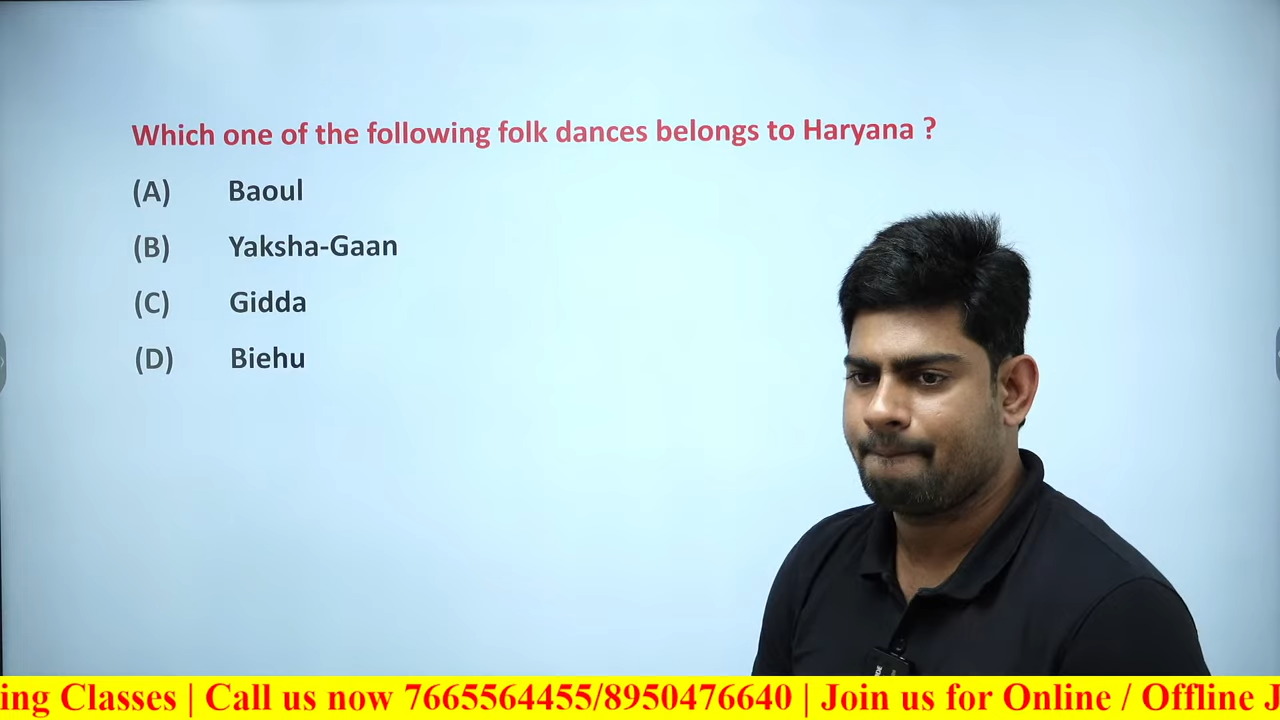 Which one of the following folk dances belongs to Haryana ?
(A) Baoul
(B) Yaksha-Gaan
(C) Gidda
(D) Biehu
ing Classes | Call us now 7665564455/8950476640 | Join us for Online / Offline J